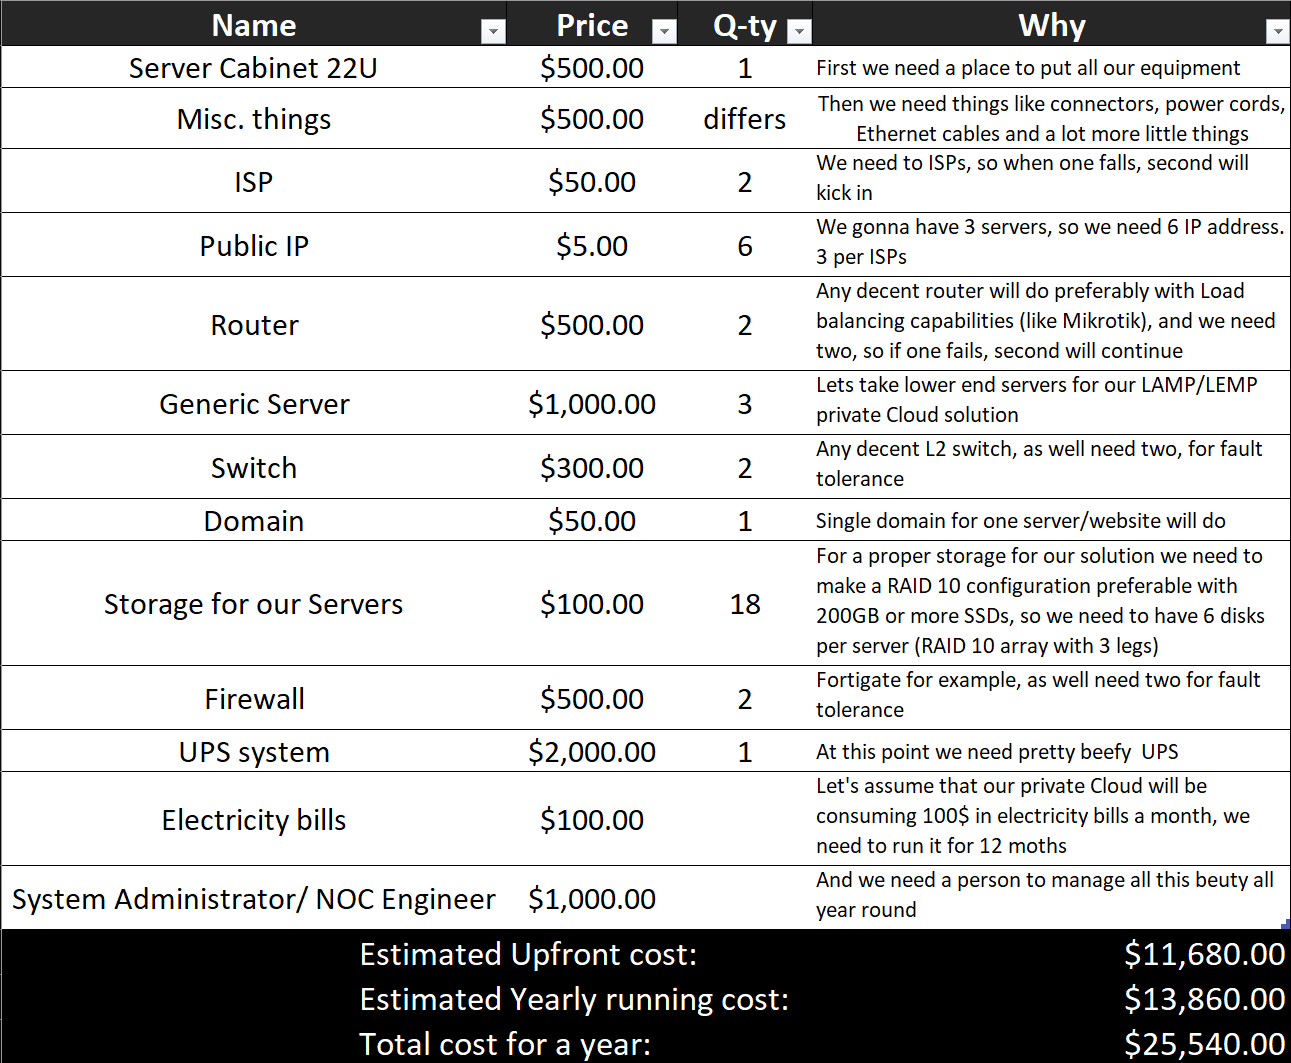 Name Price Q-ty Why
Server Cabinet 22U $500.00 1 First we need a place to put all our equipment
Misc. things $500.00 differs Then we need things like connectors, power cords,
Ethernet cables and a lot more little things
ISP $50.00 2 We need to ISPs, so when one falls, second will
kick in
Public IP $5.00 6 We gonna have 3 servers, so we need 6 IP address.
3 per ISPs
Router $500.00 2 Any decent router will do preferably with Load
balancing capabilities (like Mikrotik), and we need
two, so if one fails, second will continue
Generic Server $1,000.00 3 Lets take lower end servers for our LAMP/LEMP
private Cloud solution
Switch $300.00 2 Any decent L2 switch, as well need two, for fault
tolerance
Domain $50.00 1 Single domain for one server/website will do
Storage for our Servers $100.00 18 For a proper storage for our solution we need to
make a RAID 10 configuration preferable with
200GB or more SSDs, so we need to have 6 disks
per server (RAID 10 array with 3 legs)
Firewall $500.00 2 Fortigate for example, as well need two for fault
tolerance
UPS system $2,000.00 1 At this point we need pretty beefy  UPS
Electricity bills $100.00 Let's assume that our private Cloud will be
consuming 100$ in electricity bills a month, we
need to run it for 12 moths
System Administrator/ NOC Engineer $1,000.00 And we need a person to manage all this beuty all
year round
Estimated Upfront cost: $11,680.00
Estimated Yearly running cost: $13,860.00
Total cost for a year: $25,540.00